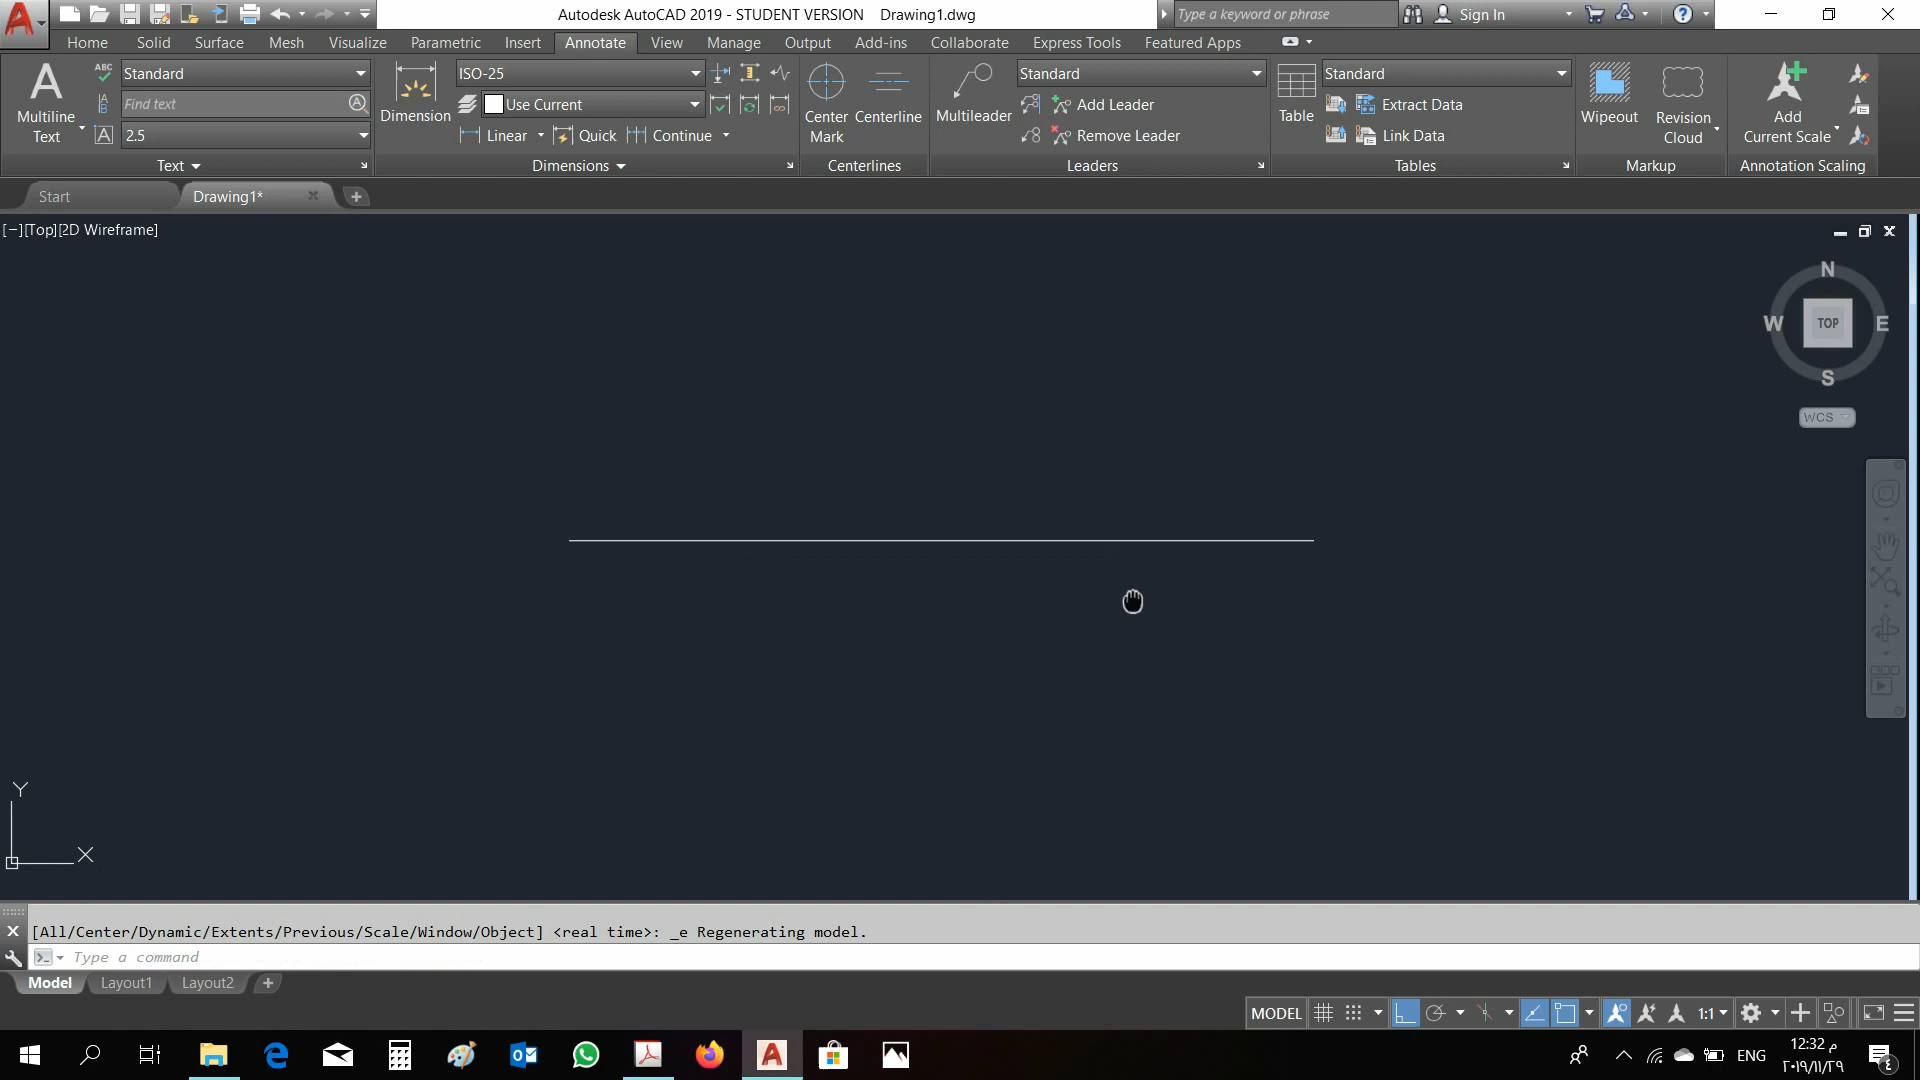 Autodesk AutoCAD 2019 - STUDENT VERSION Drawing1.dwg
Type a keyword or phrase
Sign In
Home Solid Surface Mesh Visualize Parametric Insert Annotate View Manage Output Add-ins Collaborate Express Tools Featured Apps
Multiline Text
Standard
Find text
2.5
Text
Dimension
ISO-25
Use Current
Linear Quick Continue
Dimensions
Center Mark
Centerline
Centerlines
Multileader
Standard
Add Leader
Remove Leader
Leaders
Table
Standard
Extract Data
Link Data
Tables
Wipeout
Revision Cloud
Markup
Add Current Scale
Annotation Scaling
Start Drawing1*
[−][Top][2D Wireframe]
N
W TOP E
S
WCS
Y
X
[All/Center/Dynamic/Extents/Previous/Scale/Window/Object] <real time>: _e Regenerating model.
Type a command
Model Layout1 Layout2
MODEL 1:1
ENG
12:32 م
٢٠١٩/١١/٢٩
٤